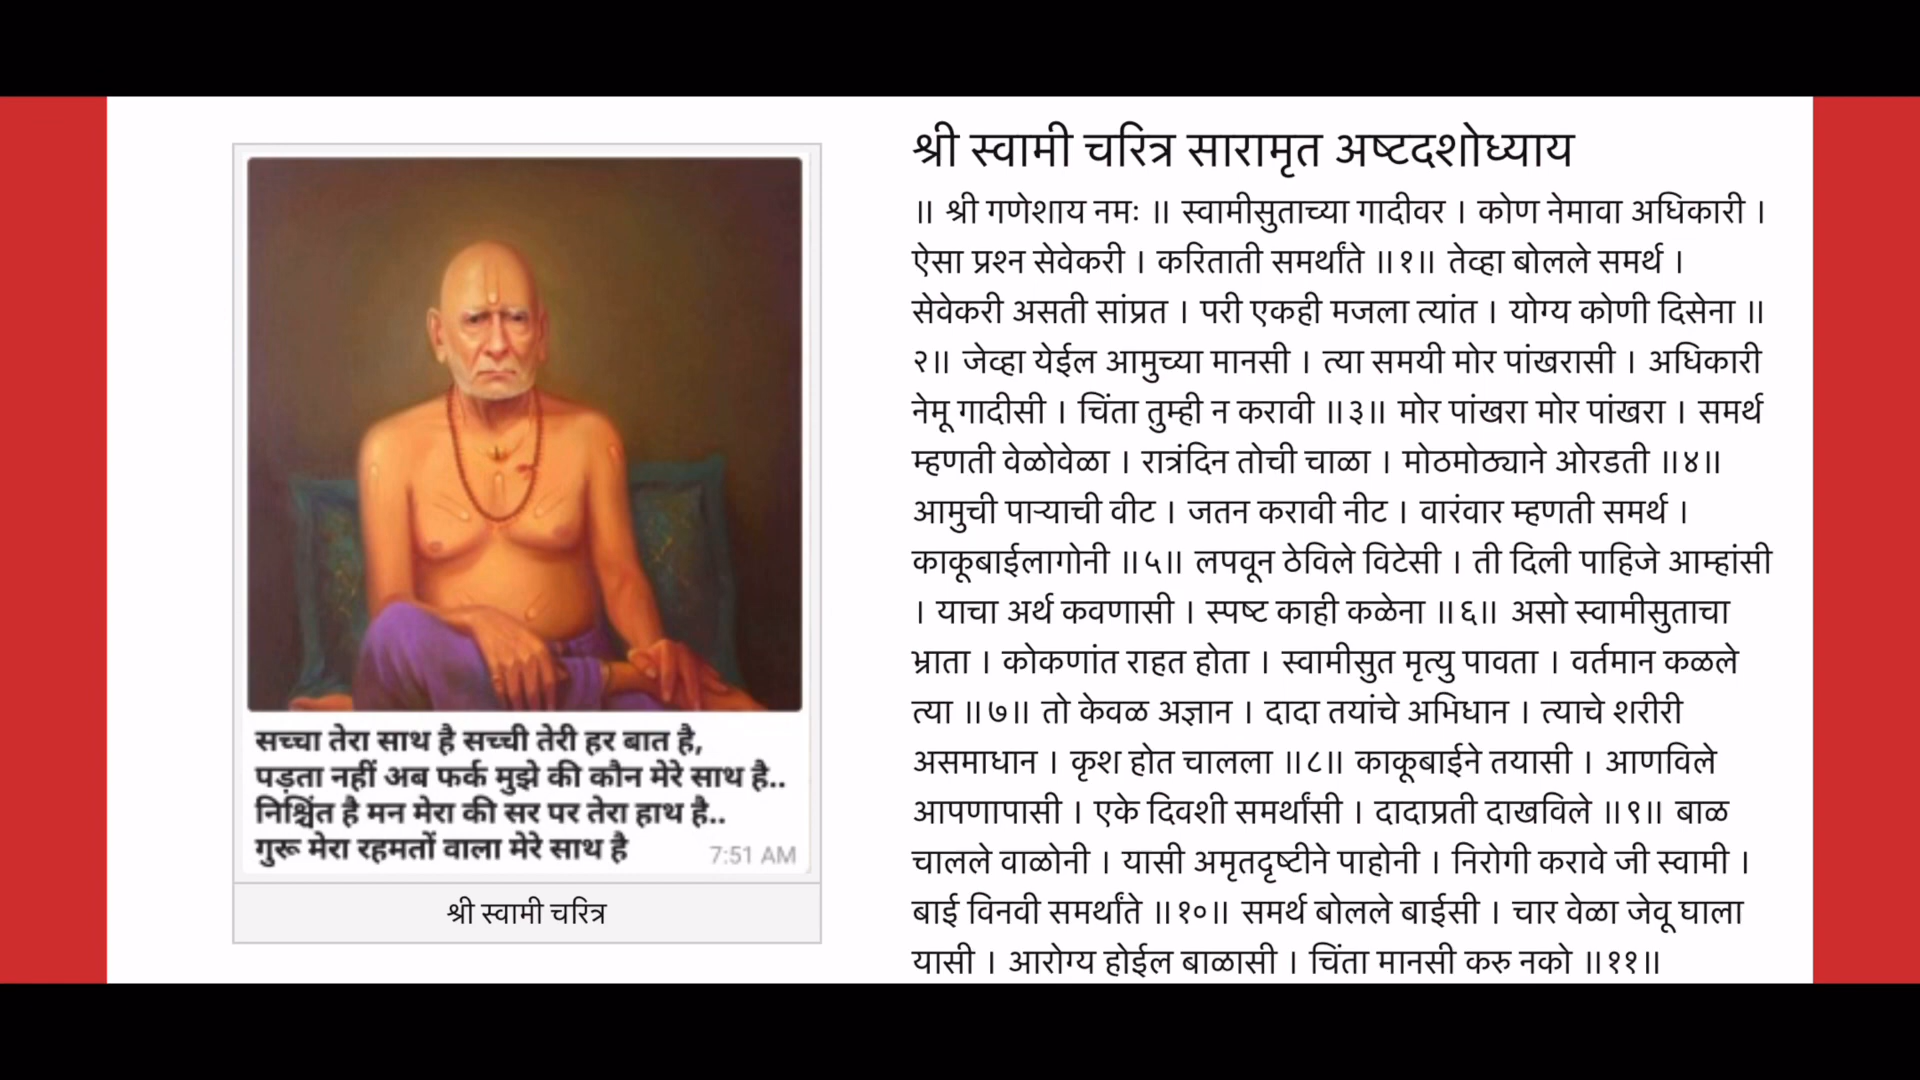 सच्चा तेरा साथ है सच्ची तेरी हर बात है,
पड़ता नहीं अब फर्क मुझे की कौन मेरे साथ है..
निश्चिंत है मन मेरा की सर पर तेरा हाथ है..
गुरू मेरा रहमतों वाला मेरे साथ है
7:51 AM
श्री स्वामी चरित्र
श्री स्वामी चरित्र सारामृत अष्टदशोध्याय
॥ श्री गणेशाय नमः ॥ स्वामीसुताच्या गादीवर । कोण नेमावा अधिकारी ।
ऐसा प्रश्न सेवेकरी । करिताती समर्थांते ॥१॥ तेव्हा बोलले समर्थ ।
सेवेकरी असती सांप्रत । परी एकही मजला त्यांत । योग्य कोणी दिसेना ॥
२॥ जेव्हा येईल आमुच्या मानसी । त्या समयी मोर पांखरासी । अधिकारी
नेमू गादीसी । चिंता तुम्ही न करावी ॥३॥ मोर पांखरा मोर पांखरा । समर्थ
म्हणती वेळोवेळा । रात्रंदिन तोची चाळा । मोठमोठ्याने ओरडती ॥४॥
आमुची पाऱ्याची वीट । जतन करावी नीट । वारंवार म्हणती समर्थ ।
काकूबाईलागोनी ॥५॥ लपवून ठेविले विटेसी । ती दिली पाहिजे आम्हांसी
। याचा अर्थ कवणासी । स्पष्ट काही कळेना ॥६॥ असो स्वामीसुताचा
भ्राता । कोकणांत राहत होता । स्वामीसुत मृत्यु पावता । वर्तमान कळले
त्या ॥७॥ तो केवळ अज्ञान । दादा तयांचे अभिधान । त्याचे शरीरी
असमाधान । कृश होत चालला ॥८॥ काकूबाईने तयासी । आणविले
आपणापासी । एके दिवशी समर्थांसी । दादाप्रती दाखविले ॥९॥ बाळ
चालले वाळोनी । यासी अमृतदृष्टीने पाहोनी । निरोगी करावे जी स्वामी ।
बाई विनवी समर्थांते ॥१०॥ समर्थ बोलले बाईसी । चार वेळा जेवू घाला
यासी । आरोग्य होईल बाळासी । चिंता मानसी करु नको ॥११॥